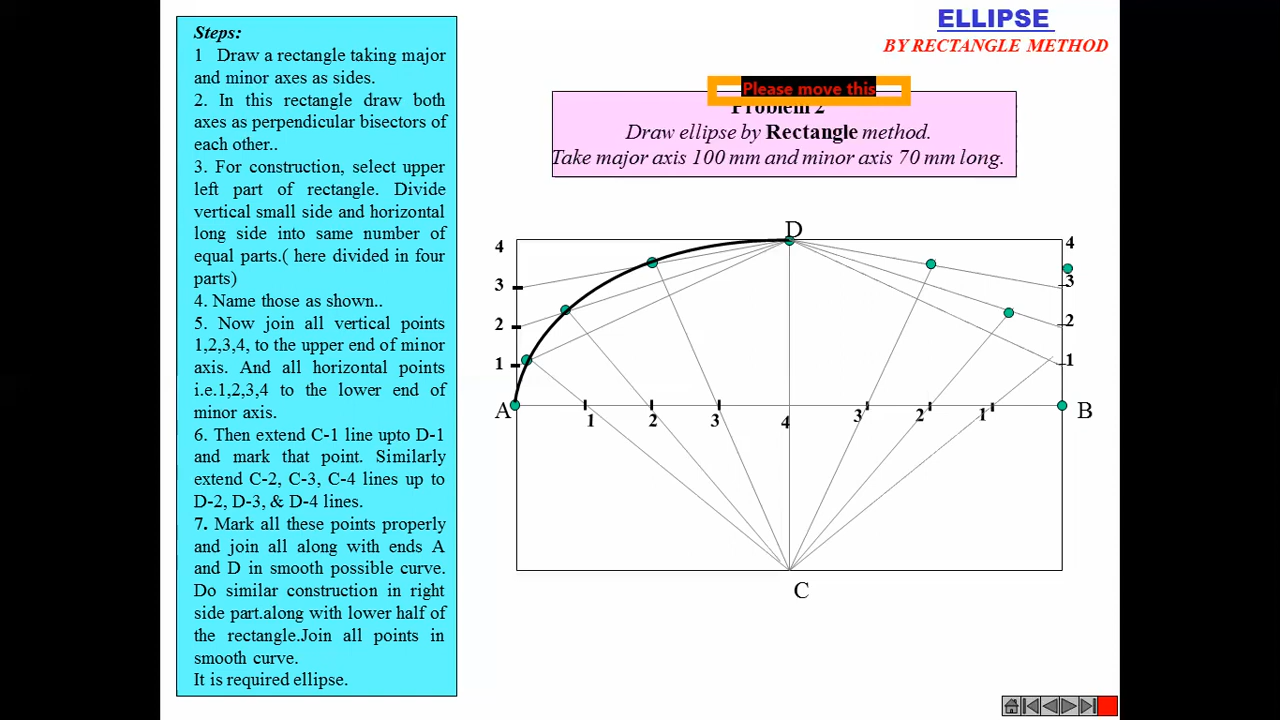 Steps:
1 Draw a rectangle taking major
and minor axes as sides.
2. In this rectangle draw both
axes as perpendicular bisectors of
each other..
3. For construction, select upper
left part of rectangle. Divide
vertical small side and horizontal
long side into same number of
equal parts.( here divided in four
parts)
4. Name those as shown..
5. Now join all vertical points
1,2,3,4, to the upper end of minor
axis. And all horizontal points
i.e.1,2,3,4 to the lower end of
minor axis.
6. Then extend C-1 line upto D-1
and mark that point. Similarly
extend C-2, C-3, C-4 lines up to
D-2, D-3, & D-4 lines.
7. Mark all these points properly
and join all along with ends A
and D in smooth possible curve.
Do similar construction in right
side part.along with lower half of
the rectangle.Join all points in
smooth curve.
It is required ellipse.
ELLIPSE
BY RECTANGLE METHOD
Please move this
Problem 2
Draw ellipse by Rectangle method.
Take major axis 100 mm and minor axis 70 mm long.
D
4 4
3 3
2 2
1 1
A B
1 2 3 4 3 2 1
C